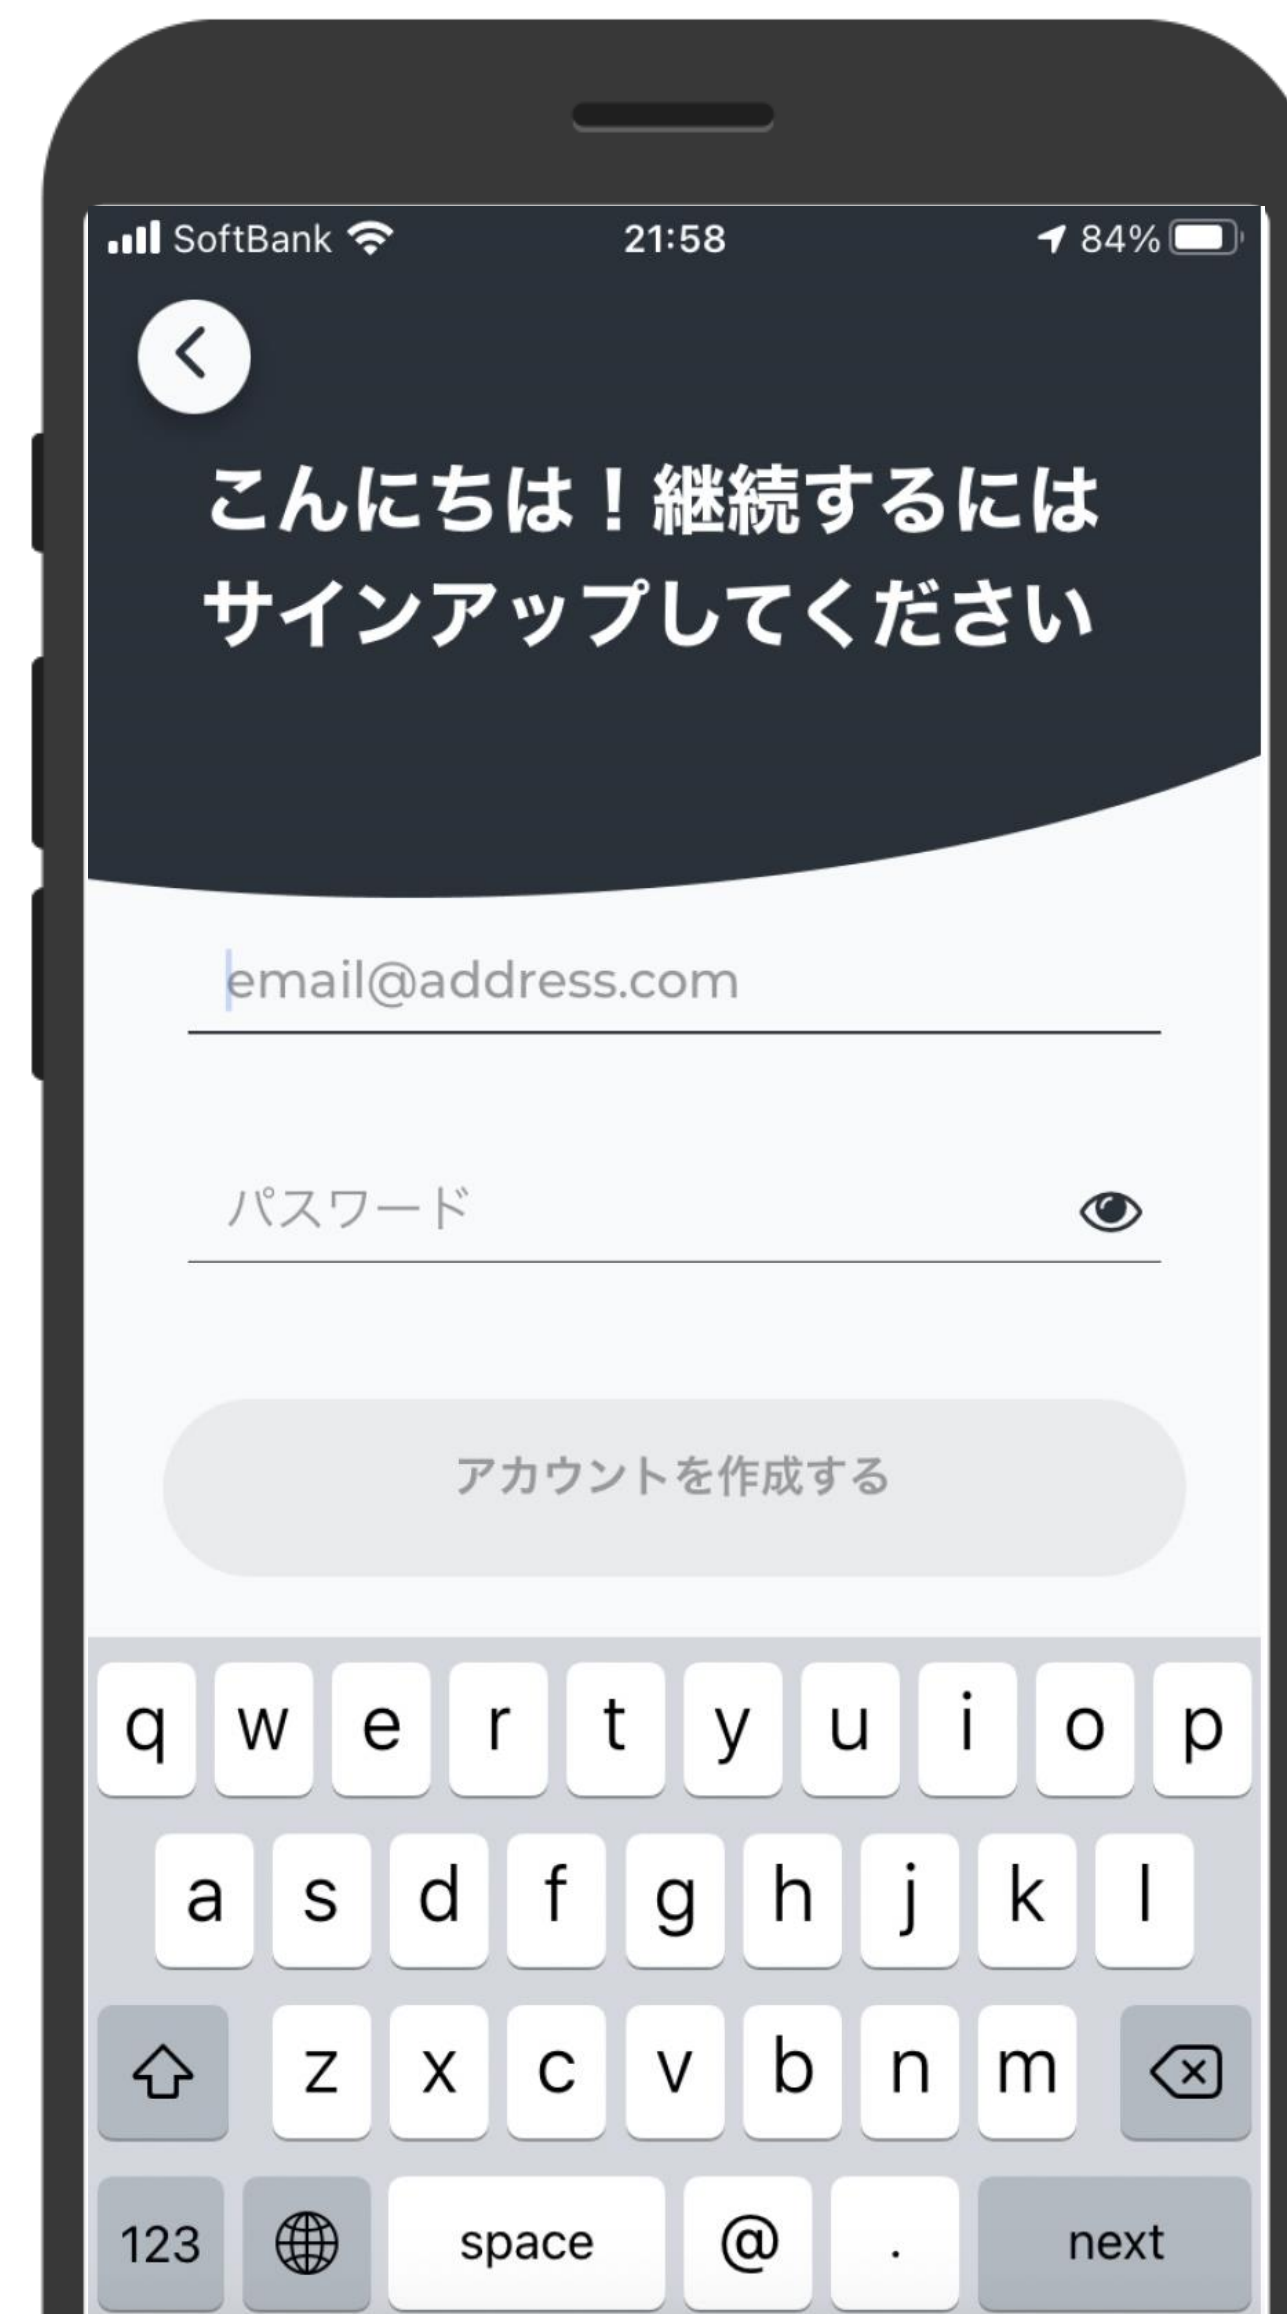 SoftBank 21:58 84%
こんにちは！継続するには
サインアップしてください
email@address.com
パスワード
アカウントを作成する
q w e r t y u i o p
a s d f g h j k l
z x c v b n m
123 space @ . next